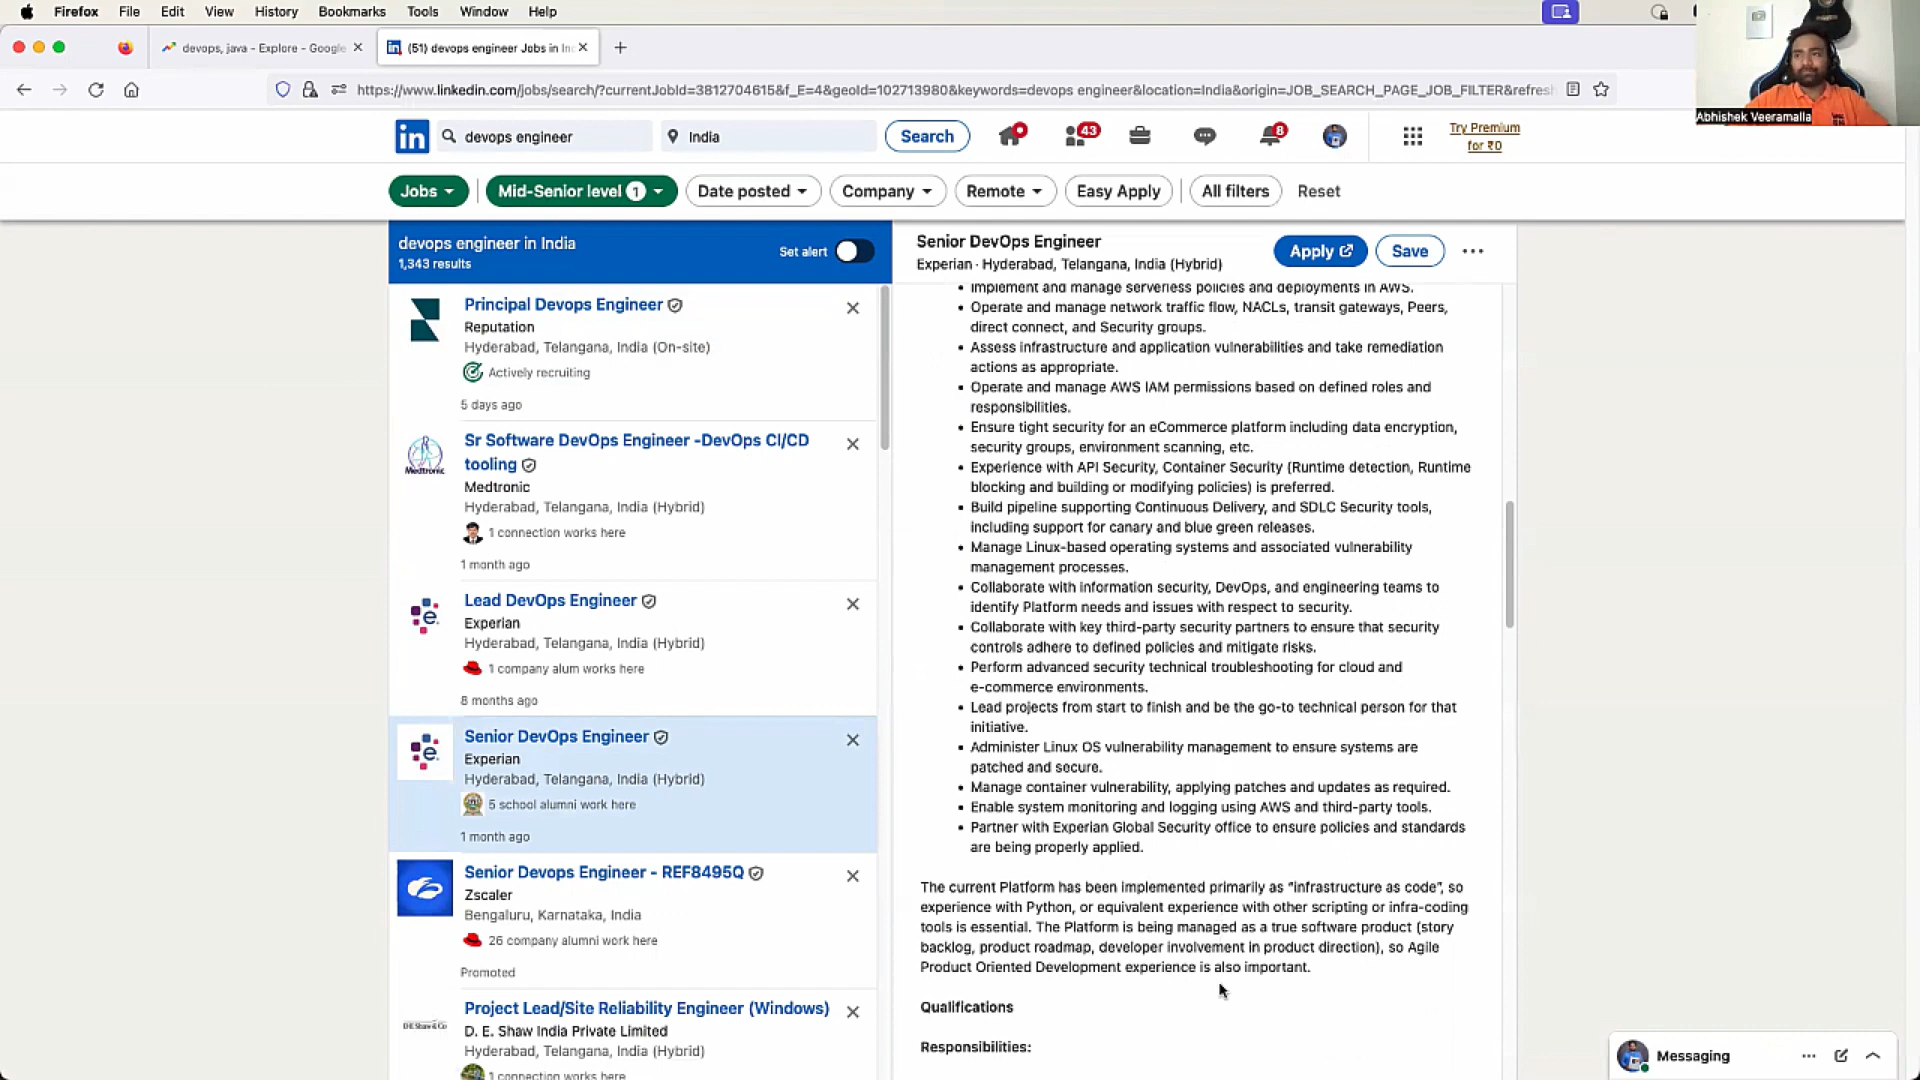 Firefox File Edit View History Bookmarks Tools Window Help
devops, java - Explore - Google
(51) devops engineer Jobs in In
https://www.linkedin.com/jobs/search/?currentJobId=3812704615&f_E=4&geoId=102713980&keywords=devops engineer&location=India&origin=JOB_SEARCH_PAGE_JOB_FILTER&refresh
Abhishek Veeramalla
in
devops engineer
India
Search
43
8
Try Premium
for ₹0
Jobs
Mid-Senior level 1
Date posted
Company
Remote
Easy Apply
All filters
Reset
devops engineer in India
1,343 results
Set alert
Principal Devops Engineer
Reputation
Hyderabad, Telangana, India (On-site)
Actively recruiting
5 days ago
Sr Software DevOps Engineer -DevOps CI/CD
tooling
Medtronic
Medtronic
Hyderabad, Telangana, India (Hybrid)
1 connection works here
1 month ago
Lead DevOps Engineer
Experian
Hyderabad, Telangana, India (Hybrid)
1 company alum works here
8 months ago
Senior DevOps Engineer
Experian
Hyderabad, Telangana, India (Hybrid)
5 school alumni work here
1 month ago
Senior Devops Engineer - REF8495Q
Zscaler
Bengaluru, Karnataka, India
26 company alumni work here
Promoted
Project Lead/Site Reliability Engineer (Windows)
DE Shaw & Co
D. E. Shaw India Private Limited
Hyderabad, Telangana, India (Hybrid)
1 connection works here
Senior DevOps Engineer
Experian · Hyderabad, Telangana, India (Hybrid)
Apply
Save
• Implement and manage serverless policies and deployments in AWS.
• Operate and manage network traffic flow, NACLs, transit gateways, Peers,
direct connect, and Security groups.
• Assess infrastructure and application vulnerabilities and take remediation
actions as appropriate.
• Operate and manage AWS IAM permissions based on defined roles and
responsibilities.
• Ensure tight security for an eCommerce platform including data encryption,
security groups, environment scanning, etc.
• Experience with API Security, Container Security (Runtime detection, Runtime
blocking and building or modifying policies) is preferred.
• Build pipeline supporting Continuous Delivery, and SDLC Security tools,
including support for canary and blue green releases.
• Manage Linux-based operating systems and associated vulnerability
management processes.
• Collaborate with information security, DevOps, and engineering teams to
identify Platform needs and issues with respect to security.
• Collaborate with key third-party security partners to ensure that security
controls adhere to defined policies and mitigate risks.
• Perform advanced security technical troubleshooting for cloud and
e-commerce environments.
• Lead projects from start to finish and be the go-to technical person for that
initiative.
• Administer Linux OS vulnerability management to ensure systems are
patched and secure.
• Manage container vulnerability, applying patches and updates as required.
• Enable system monitoring and logging using AWS and third-party tools.
• Partner with Experian Global Security office to ensure policies and standards
are being properly applied.
The current Platform has been implemented primarily as "infrastructure as code", so
experience with Python, or equivalent experience with other scripting or infra-coding
tools is essential. The Platform is being managed as a true software product (story
backlog, product roadmap, developer involvement in product direction), so Agile
Product Oriented Development experience is also important.
Qualifications
Responsibilities:
Messaging